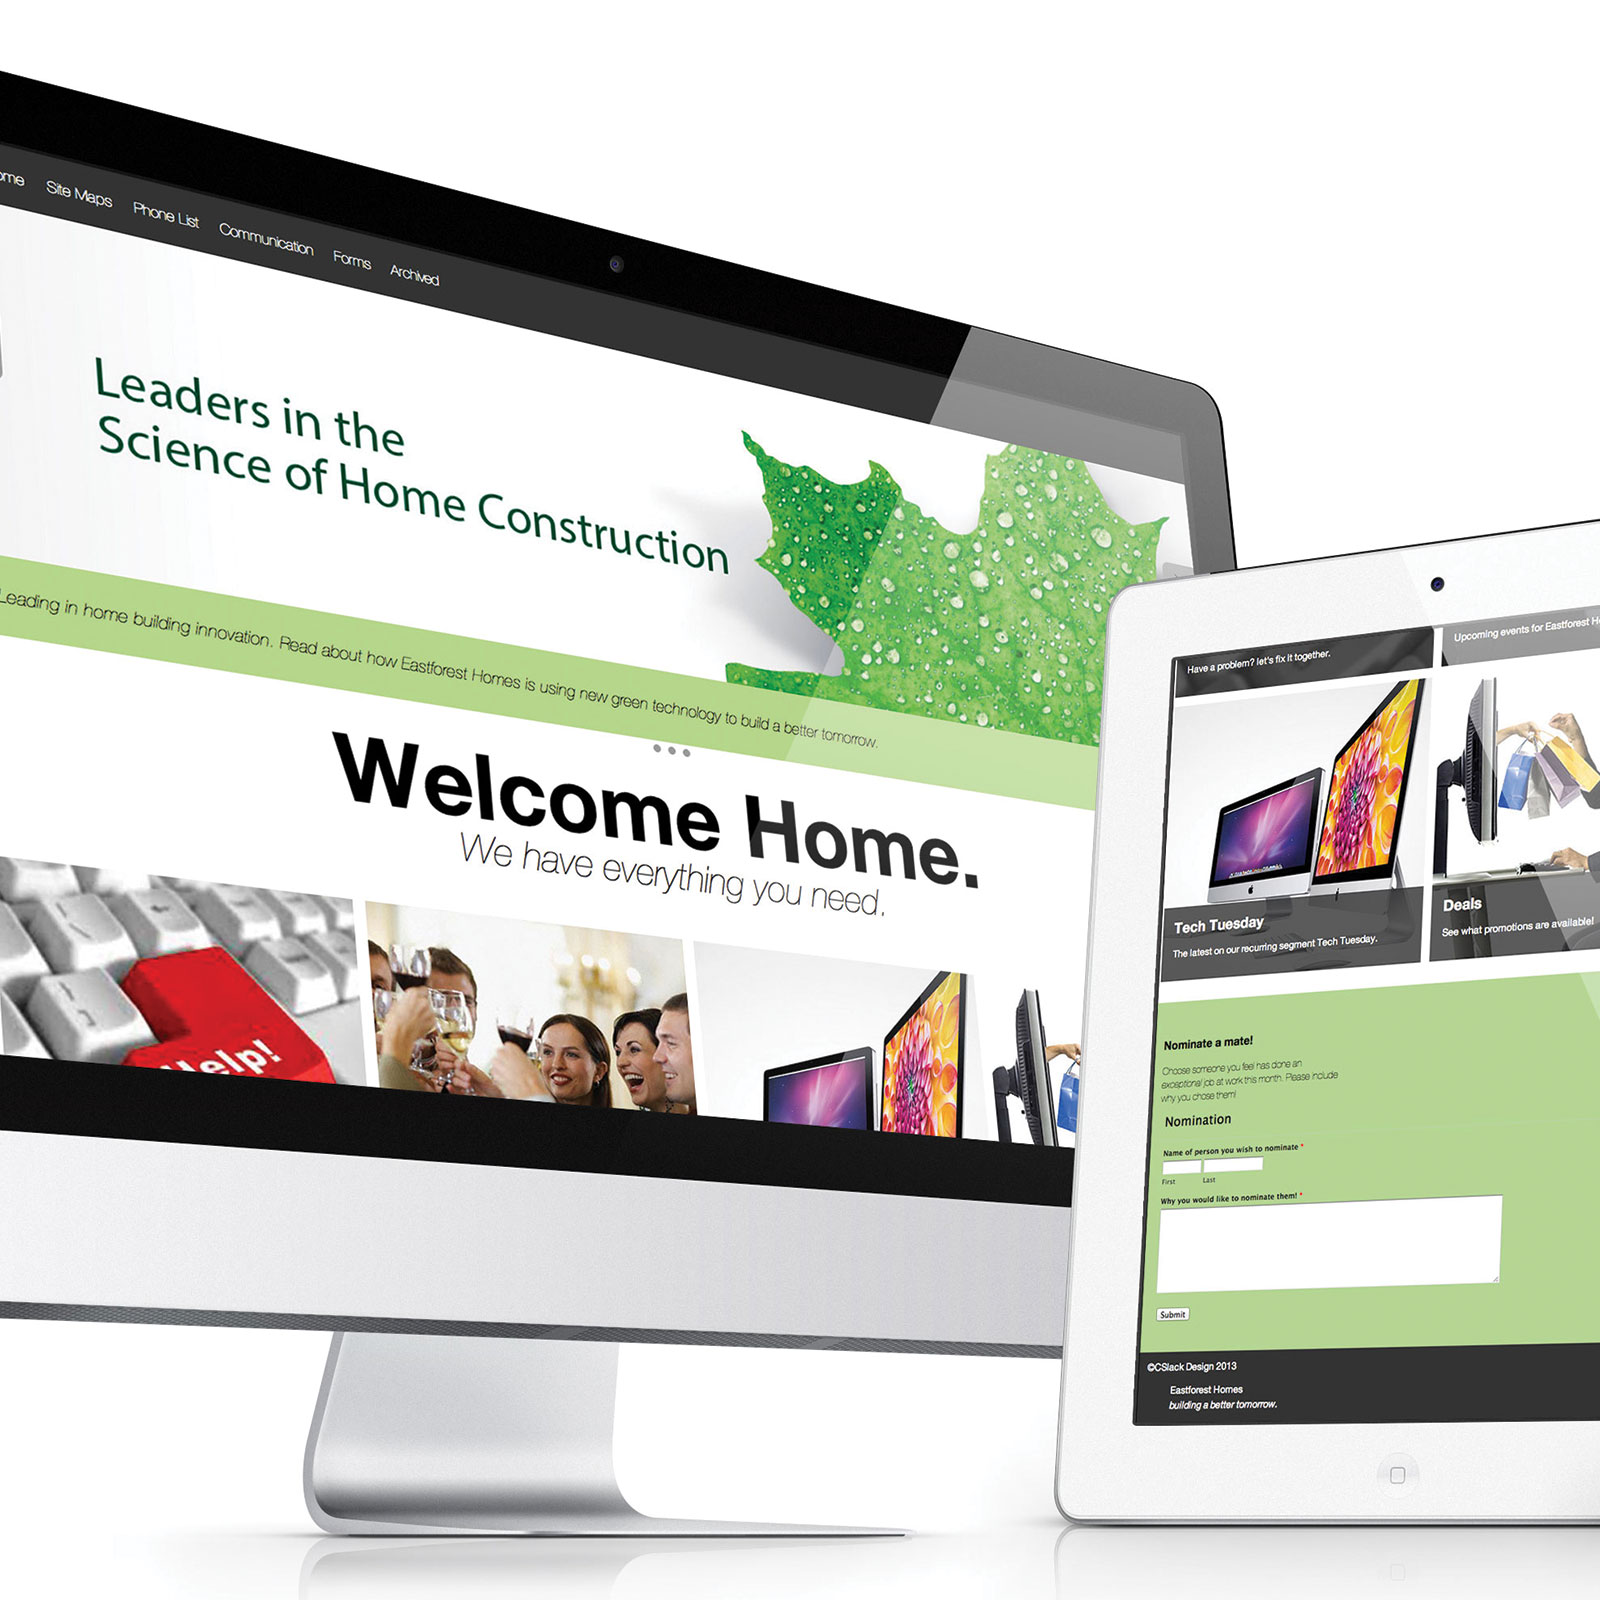 Site Maps
Phone List
Communication
Forms
Archived
Leaders in the
Science of Home Construction
Leading in home building innovation. Read about how Eastforest Homes is using new green technology to build a better tomorrow.
Welcome Home.
We have everything you need.
Help!
Have a problem? let's fix it together.
Upcoming events for Eastforest
Tech Tuesday
The latest on our recurring segment Tech Tuesday.
Deals
See what promotions are available!
Nominate a mate!
Choose someone you feel has done an
exceptional job at work this month. Please include
why you chose them!
Nomination
Name of person you wish to nominate *
First
Last
Why you would like to nominate them! *
Submit
©CSlack Design 2013
Eastforest Homes
building a better tomorrow.